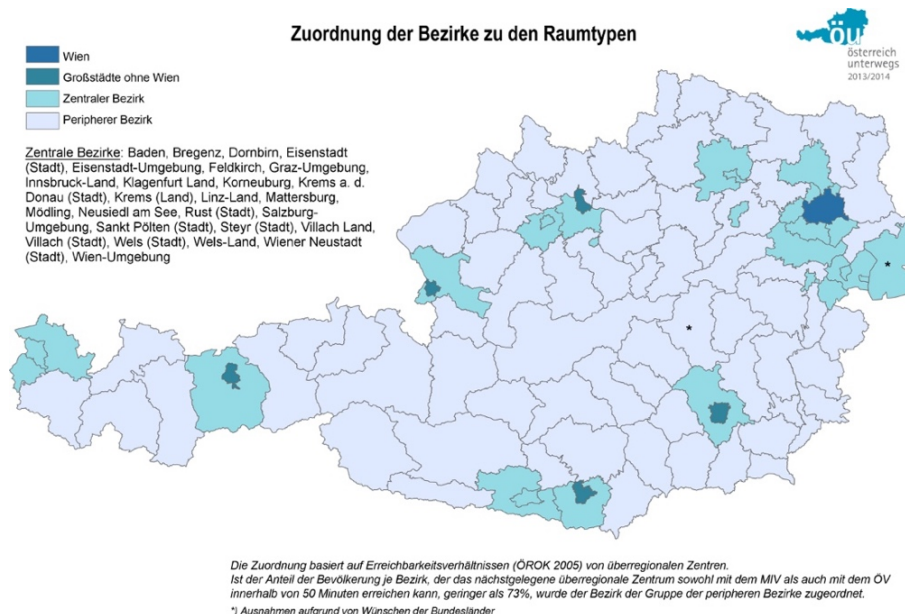 Zuordnung der Bezirke zu den Raumtypen
öu
österreich
unterwegs
2013/2014
Wien
Großstädte ohne Wien
Zentraler Bezirk
Peripherer Bezirk
Zentrale Bezirke: Baden, Bregenz, Dornbirn, Eisenstadt
(Stadt), Eisenstadt-Umgebung, Feldkirch, Graz-Umgebung,
Innsbruck-Land, Klagenfurt Land, Korneuburg, Krems a. d.
Donau (Stadt), Krems (Land), Linz-Land, Mattersburg,
Mödling, Neusiedl am See, Rust (Stadt), Salzburg-
Umgebung, Sankt Pölten (Stadt), Steyr (Stadt), Villach Land,
Villach (Stadt), Wels (Stadt), Wels-Land, Wiener Neustadt
(Stadt), Wien-Umgebung
Die Zuordnung basiert auf Erreichbarkeitsverhältnissen (ÖROK 2005) von überregionalen Zentren.
Ist der Anteil der Bevölkerung je Bezirk, der das nächstgelegene überregionale Zentrum sowohl mit dem MIV als auch mit dem ÖV
innerhalb von 50 Minuten erreichen kann, geringer als 73%, wurde der Bezirk der Gruppe der peripheren Bezirke zugeordnet.
*) Ausnahmen aufgrund von Wünschen der Bundesländer